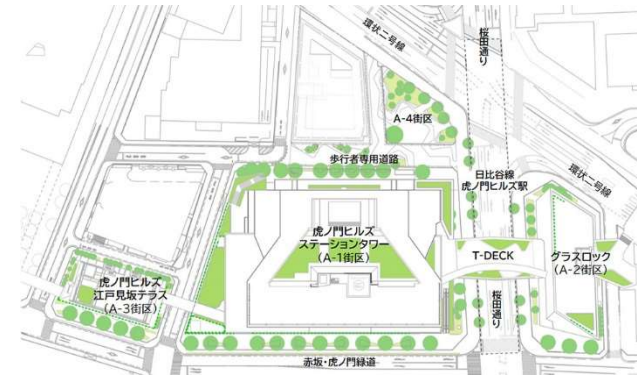 環状二号線
桜田通り
A-4街区
歩行者専用道路
日比谷線
虎ノ門ヒルズ駅
環状二号線
虎ノ門ヒルズ
ステーションタワー
(A-1街区)
T-DECK
グラスロック
(A-2街区)
虎ノ門ヒルズ
江戸見坂テラス
(A-3街区)
桜田通り
赤坂・虎ノ門緑道